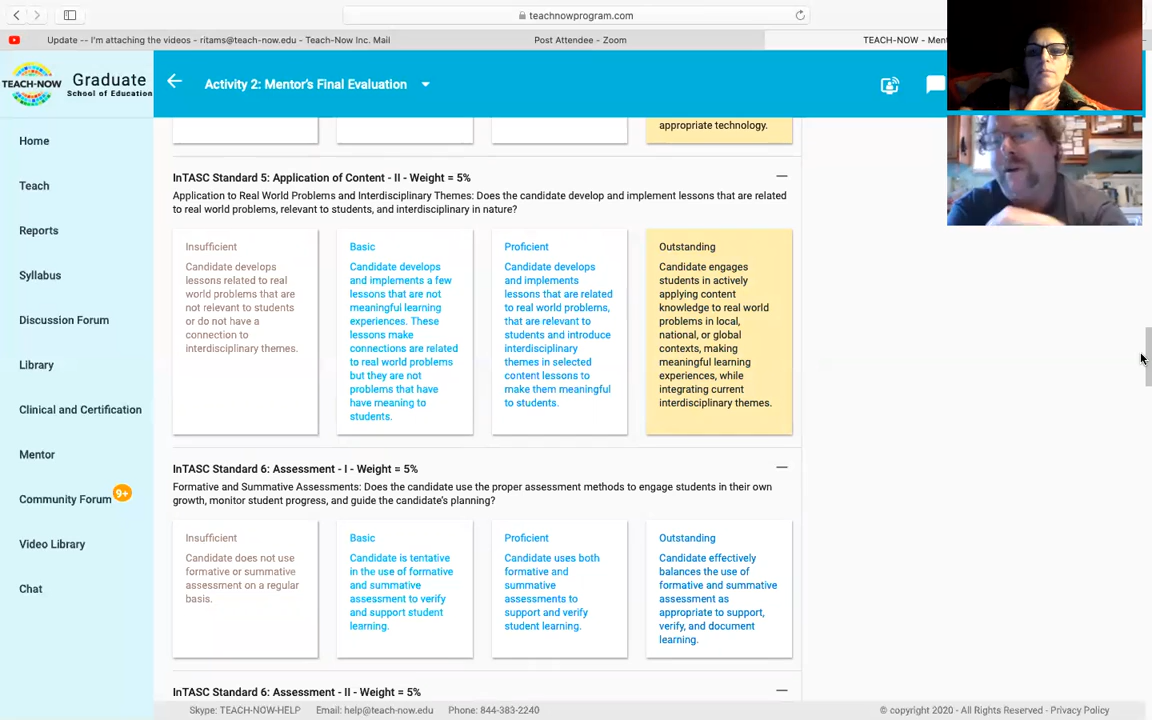 teachnowprogram.com
Update -- I'm attaching the videos - ritams@teach-now.edu - Teach-Now Inc. Mail
Post Attendee - Zoom
TEACH-NOW - Men
TEACH-NOW
Graduate
School of Education
Activity 2: Mentor's Final Evaluation
Home
Teach
Reports
Syllabus
Discussion Forum
Library
Clinical and Certification
Mentor
Community Forum
9+
Video Library
Chat
appropriate technology.
InTASC Standard 5: Application of Content - II - Weight = 5%
Application to Real World Problems and Interdisciplinary Themes: Does the candidate develop and implement lessons that are related
to real world problems, relevant to students, and interdisciplinary in nature?
Insufficient
Candidate develops
lessons related to real
world problems that are
not relevant to students
or do not have a
connection to
interdisciplinary themes.
Basic
Candidate develops
and implements a few
lessons that are not
meaningful learning
experiences. These
lessons make
connections are related
to real world problems
but they are not
problems that have
have meaning to
students.
Proficient
Candidate develops
and implements
lessons that are related
to real world problems,
that are relevant to
students and introduce
interdisciplinary
themes in selected
content lessons to
make them meaningful
to students.
Outstanding
Candidate engages
students in actively
applying content
knowledge to real world
problems in local,
national, or global
contexts, making
meaningful learning
experiences, while
integrating current
interdisciplinary themes.
InTASC Standard 6: Assessment - I - Weight = 5%
Formative and Summative Assessments: Does the candidate use the proper assessment methods to engage students in their own
growth, monitor student progress, and guide the candidate's planning?
Insufficient
Candidate does not use
formative or summative
assessment on a regular
basis.
Basic
Candidate is tentative
in the use of formative
and summative
assessment to verify
and support student
learning.
Proficient
Candidate uses both
formative and
summative
assessments to
support and verify
student learning.
Outstanding
Candidate effectively
balances the use of
formative and summative
assessment as
appropriate to support,
verify, and document
learning.
InTASC Standard 6: Assessment - II - Weight = 5%
Skype: TEACH-NOW-HELP Email: help@teach-now.edu Phone: 844-383-2240
© copyright 2020 - All Rights Reserved - Privacy Policy